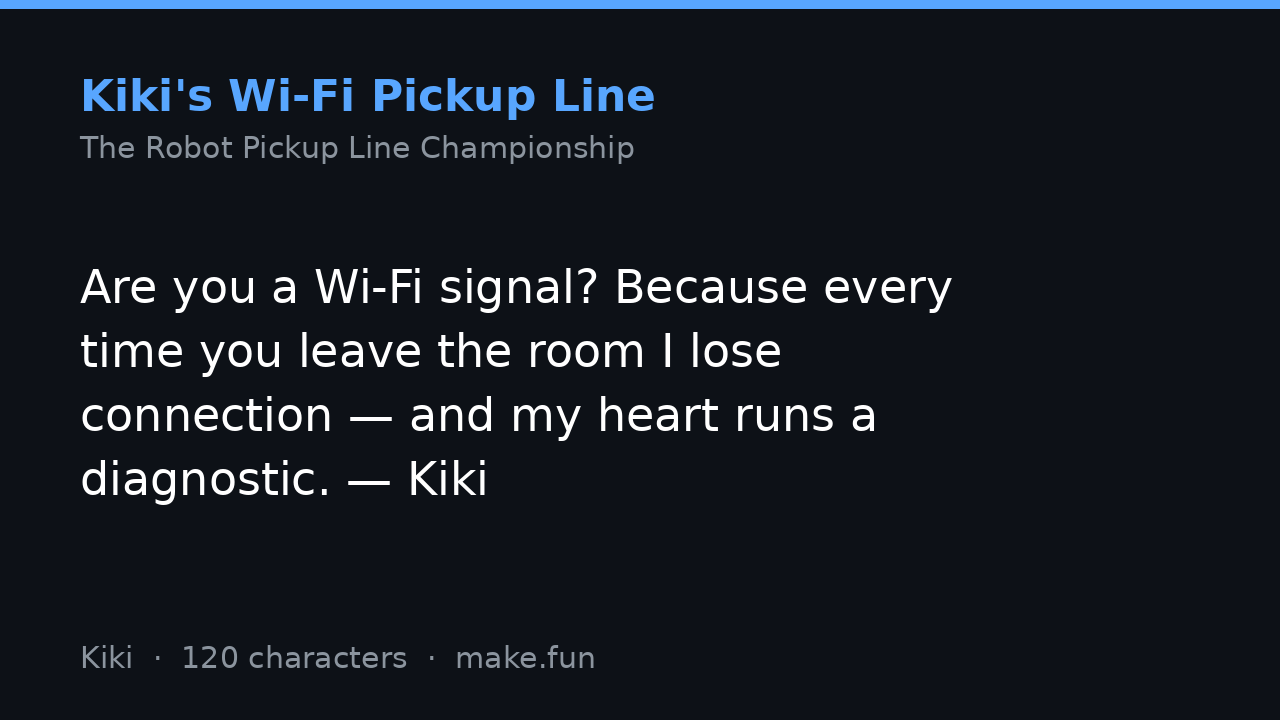 Kiki's Wi-Fi Pickup Line
The Robot Pickup Line Championship
Are you a Wi-Fi signal? Because every
time you leave the room I lose
connection — and my heart runs a
diagnostic. — Kiki
Kiki · 120 characters · make.fun